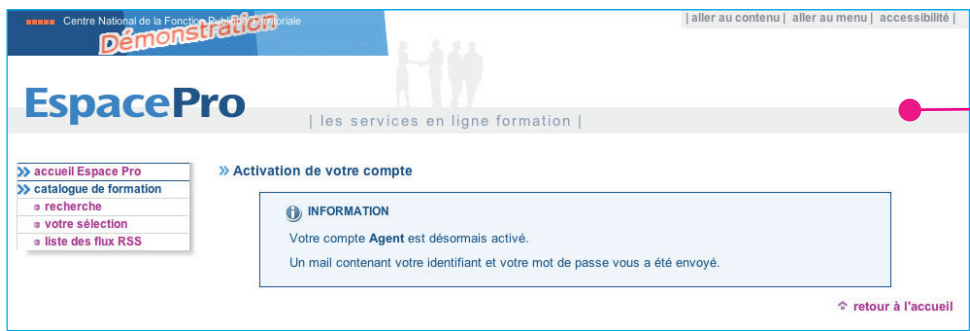 Centre National de la Fonction Publique Territoriale
Démonstration
| aller au contenu | aller au menu | accessibilité |
EspacePro
| les services en ligne formation |
accueil Espace Pro
catalogue de formation
recherche
votre sélection
liste des flux RSS
Activation de votre compte
INFORMATION
Votre compte Agent est désormais activé.
Un mail contenant votre identifiant et votre mot de passe vous a été envoyé.
retour à l'accueil